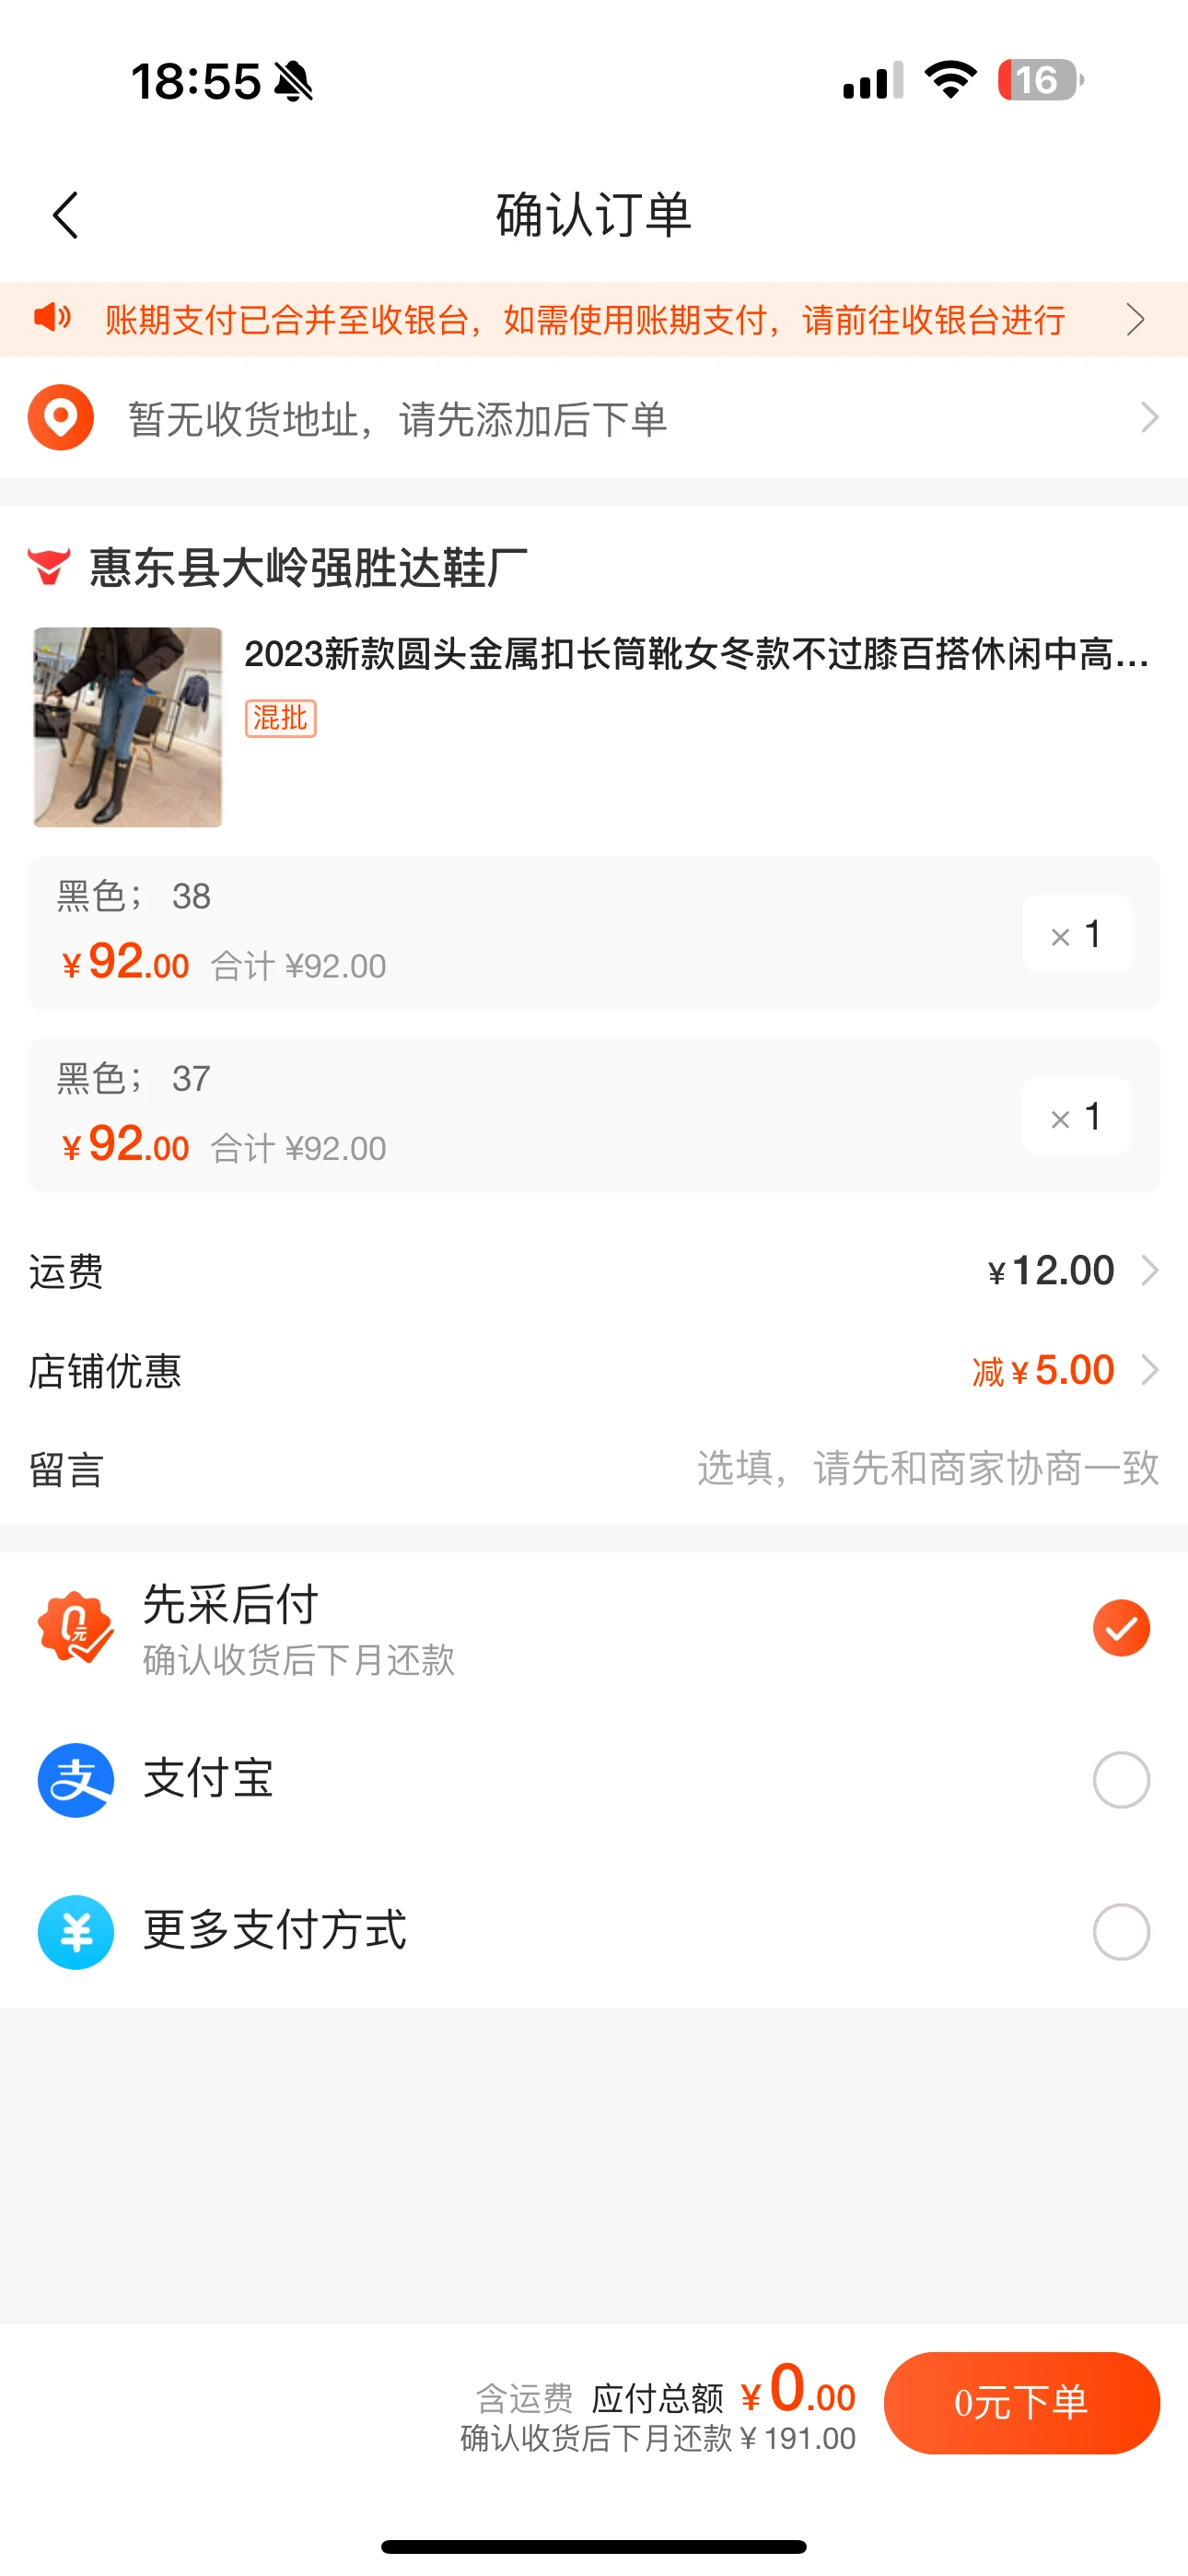 18:55
16
确认订单
账期支付已合并至收银台，如需使用账期支付，请前往收银台进行
暂无收货地址，请先添加后下单
惠东县大岭强胜达鞋厂
2023新款圆头金属扣长筒靴女冬款不过膝百搭休闲中高...
混批
黑色； 38
¥92.00 合计 ¥92.00
× 1
黑色； 37
¥92.00 合计 ¥92.00
× 1
运费 ¥12.00
店铺优惠 减¥5.00
留言 选填，请先和商家协商一致
0元
先采后付
确认收货后下月还款
支 支付宝
¥ 更多支付方式
含运费 应付总额 ¥0.00
确认收货后下月还款¥191.00
0元下单